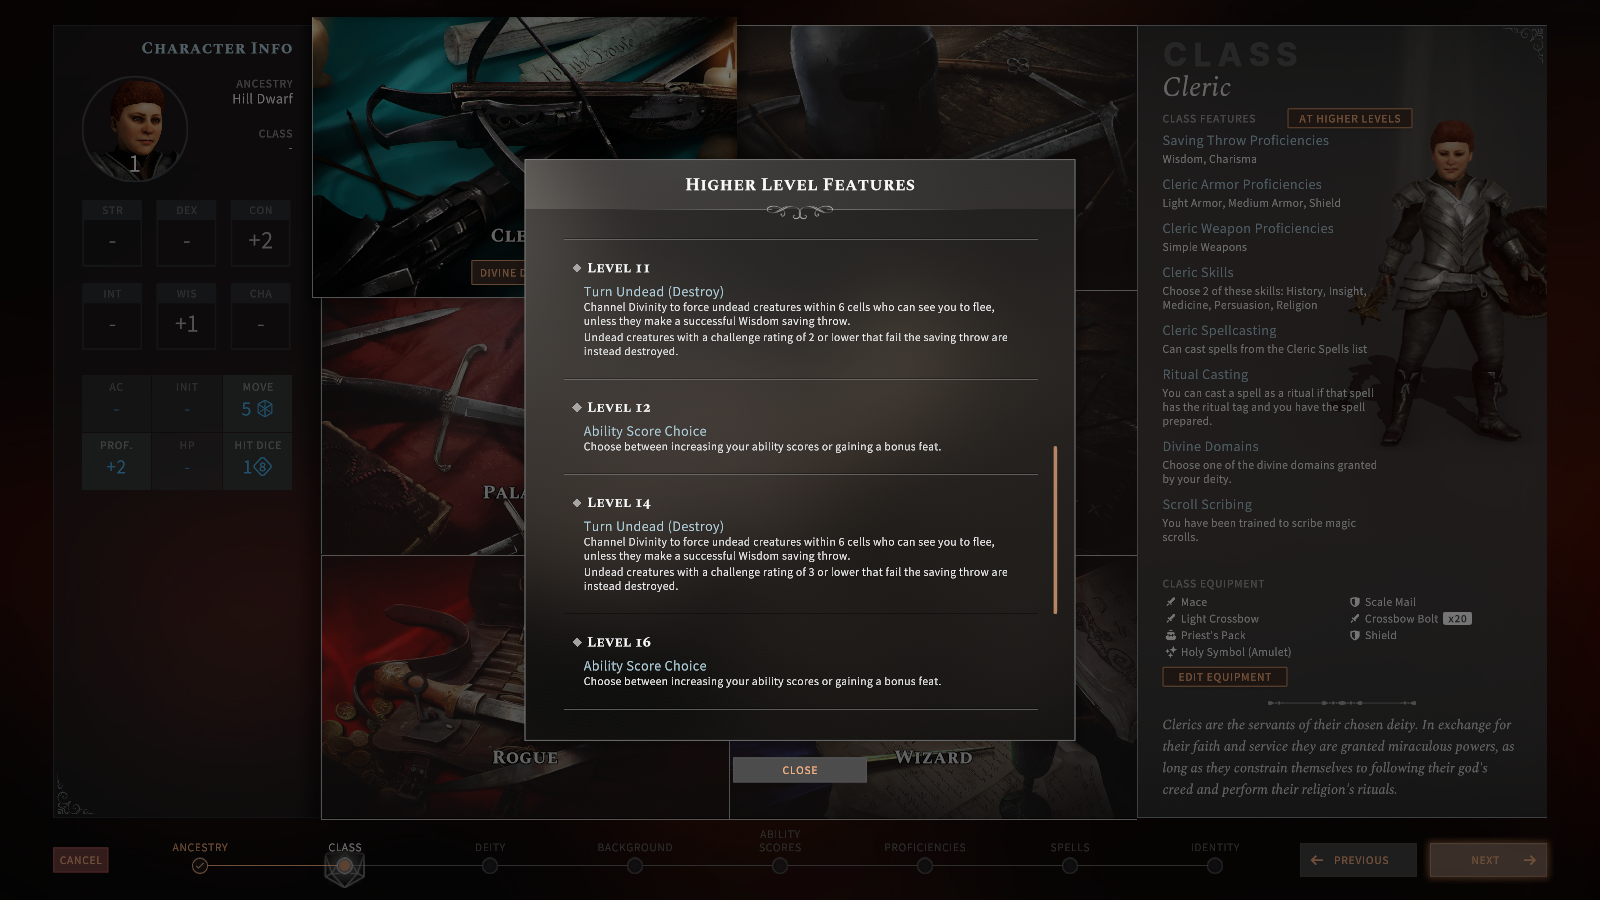 CHARACTER INFO
ANCESTRY
Hill Dwarf
CLASS
-
1
STR
DEX
CON
-
-
+2
INT
WIS
CHA
-
+1
-
AC
INIT
MOVE
-
-
5
PROF.
HP
HIT DICE
+2
-
1 8
We the People
DIVINE D
PALA
ROGUE
WIZARD
HIGHER LEVEL FEATURES
LEVEL 11
Turn Undead (Destroy)
Channel Divinity to force undead creatures within 6 cells who can see you to flee,
unless they make a successful Wisdom saving throw.
Undead creatures with a challenge rating of 2 or lower that fail the saving throw are
instead destroyed.
LEVEL 12
Ability Score Choice
Choose between increasing your ability scores or gaining a bonus feat.
LEVEL 14
Turn Undead (Destroy)
Channel Divinity to force undead creatures within 6 cells who can see you to flee,
unless they make a successful Wisdom saving throw.
Undead creatures with a challenge rating of 3 or lower that fail the saving throw are
instead destroyed.
LEVEL 16
Ability Score Choice
Choose between increasing your ability scores or gaining a bonus feat.
CLOSE
CLASS
Cleric
CLASS FEATURES
AT HIGHER LEVELS
Saving Throw Proficiencies
Wisdom, Charisma
Cleric Armor Proficiencies
Light Armor, Medium Armor, Shield
Cleric Weapon Proficiencies
Simple Weapons
Cleric Skills
Choose 2 of these skills: History, Insight,
Medicine, Persuasion, Religion
Cleric Spellcasting
Can cast spells from the Cleric Spells list
Ritual Casting
You can cast a spell as a ritual if that spell
has the ritual tag and you have the spell
prepared.
Divine Domains
Choose one of the divine domains granted
by your deity.
Scroll Scribing
You have been trained to scribe magic
scrolls.
CLASS EQUIPMENT
Mace
Scale Mail
Light Crossbow
Crossbow Bolt x20
Priest's Pack
Shield
Holy Symbol (Amulet)
EDIT EQUIPMENT
Clerics are the servants of their chosen deity. In exchange for
their faith and service they are granted miraculous powers, as
long as they constrain themselves to following their god's
creed and perform their religion's rituals.
CANCEL
ANCESTRY
CLASS
DEITY
BACKGROUND
ABILITY
SCORES
PROFICIENCIES
SPELLS
IDENTITY
PREVIOUS
NEXT